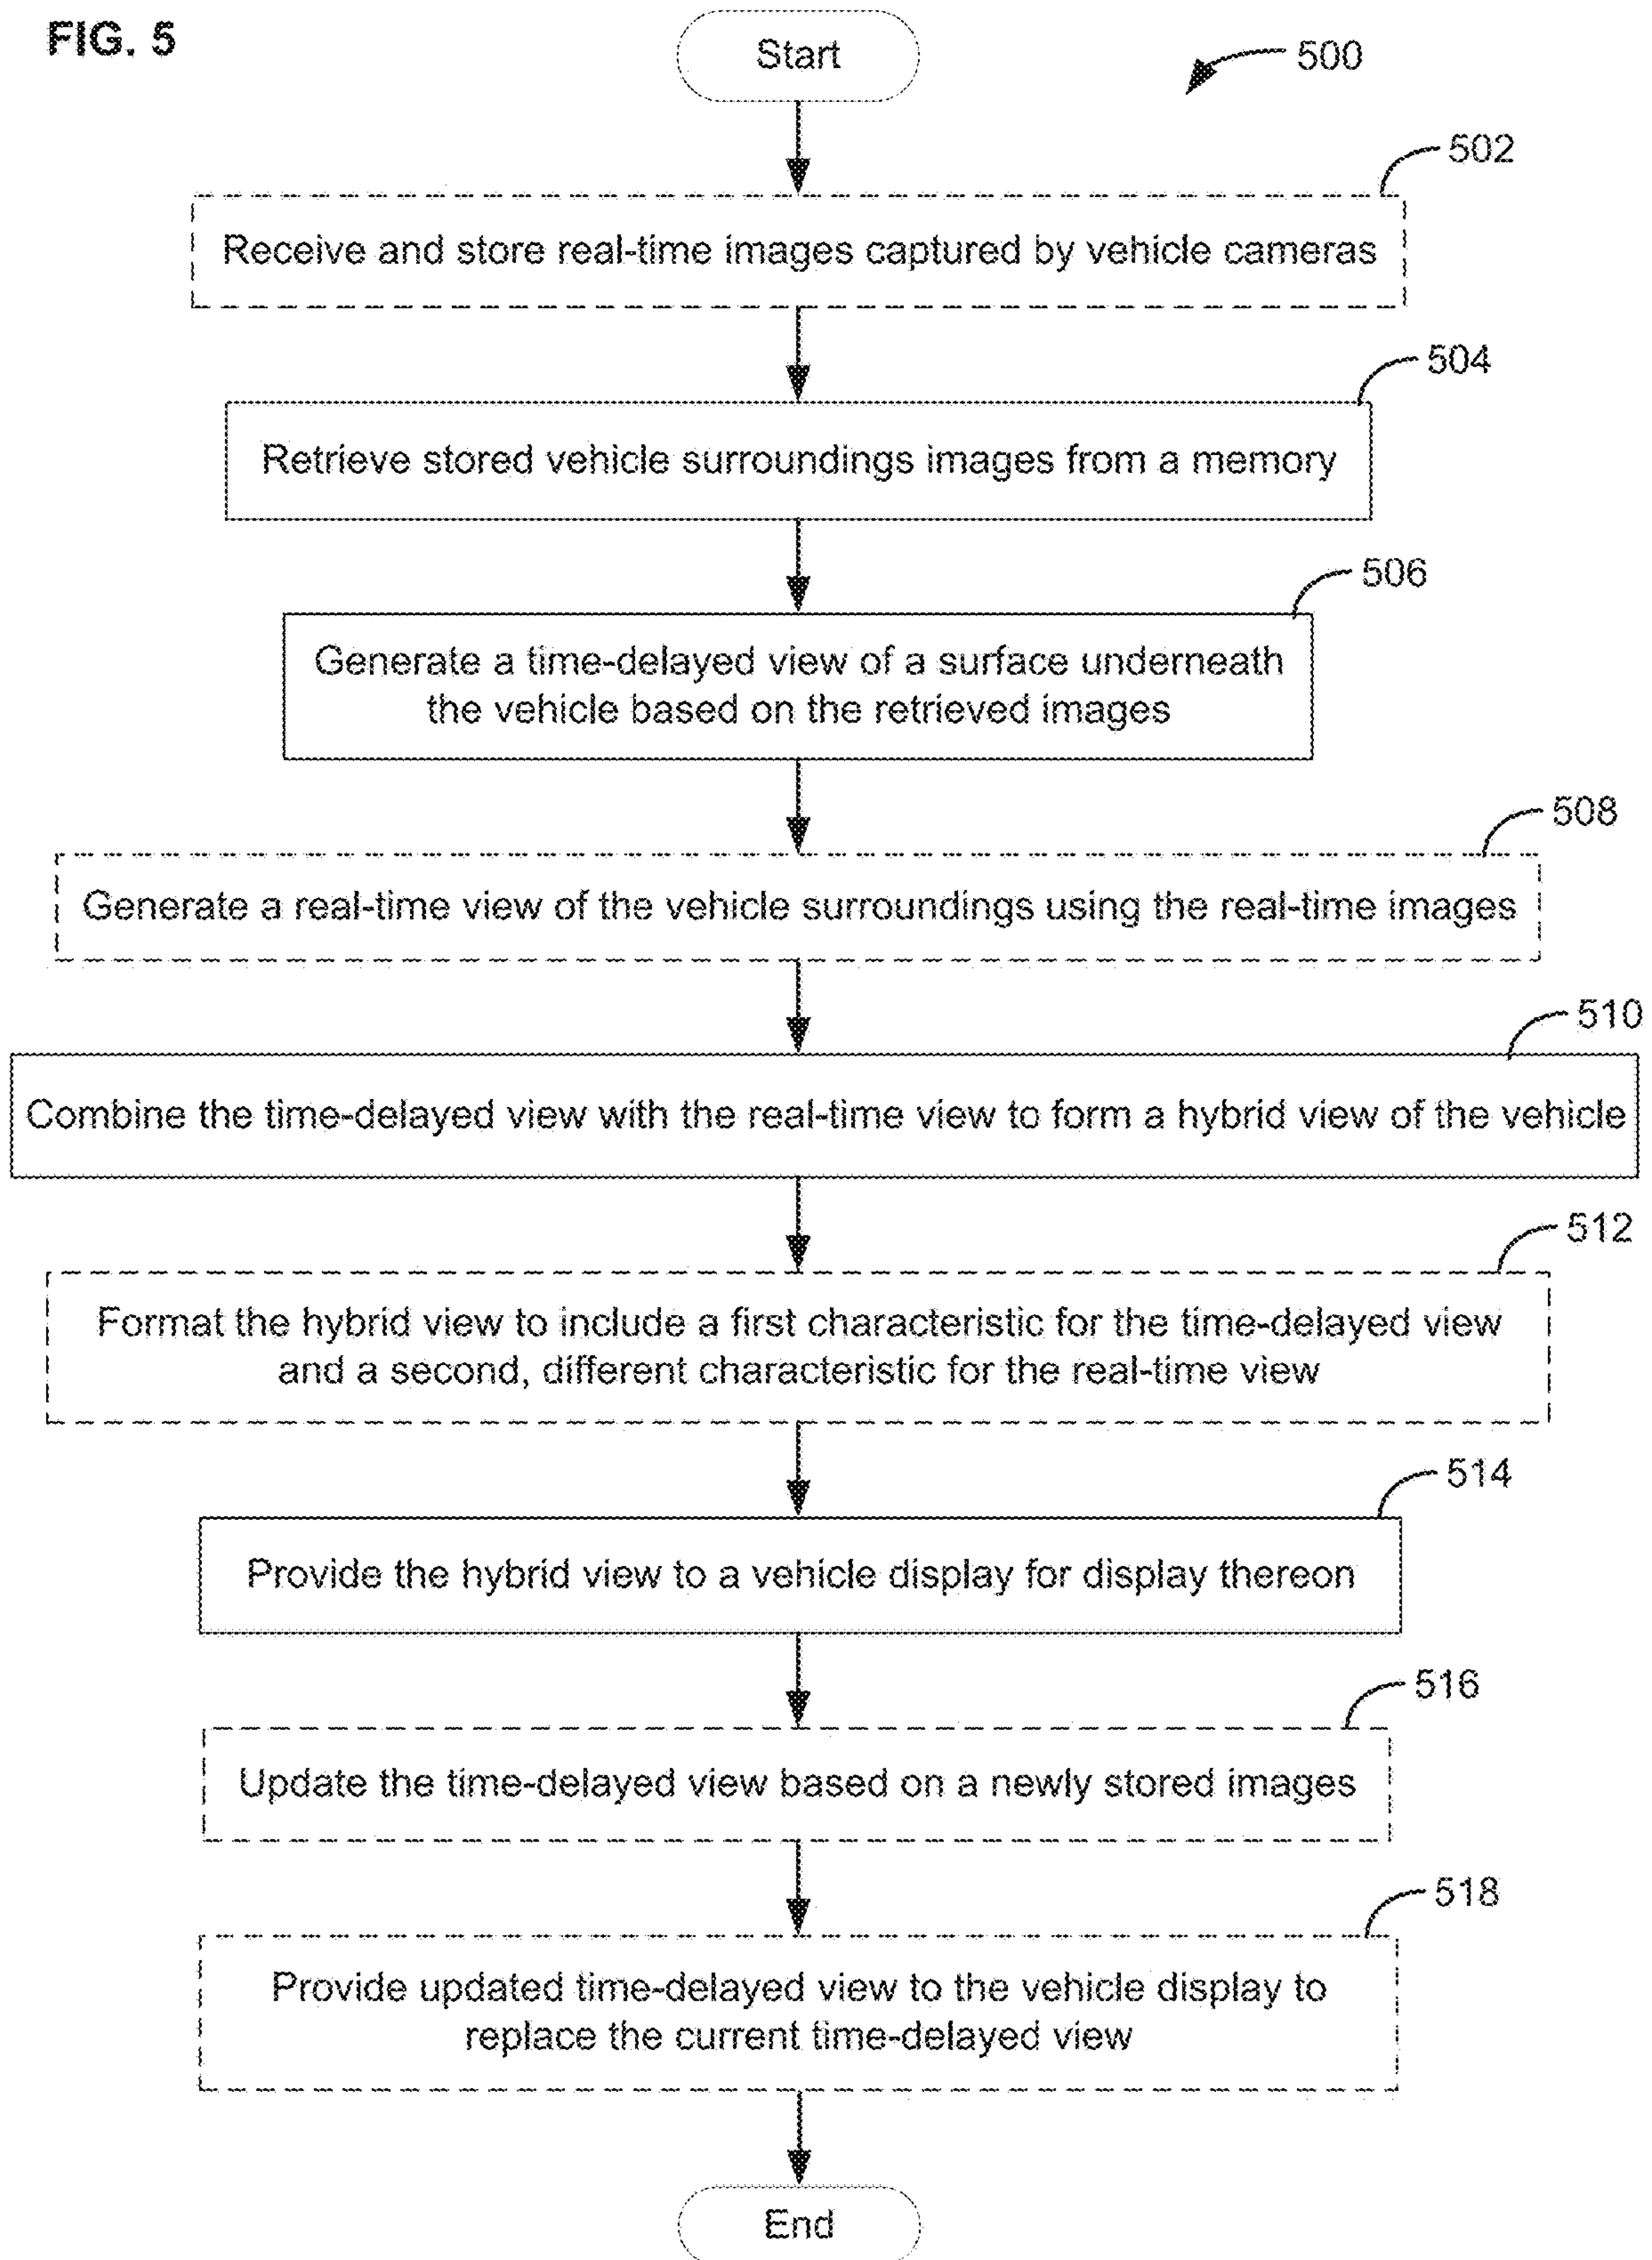 FIG. 5
Start
500
502
Receive and store real-time images captured by vehicle cameras
504
Retrieve stored vehicle surroundings images from a memory
506
Generate a time-delayed view of a surface underneath
the vehicle based on the retrieved images
508
Generate a real-time view of the vehicle surroundings using the real-time images
510
Combine the time-delayed view with the real-time view to form a hybrid view of the vehicle
512
Format the hybrid view to include a first characteristic for the time-delayed view
and a second, different characteristic for the real-time view
514
Provide the hybrid view to a vehicle display for display thereon
516
Update the time-delayed view based on a newly stored images
518
Provide updated time-delayed view to the vehicle display to
replace the current time-delayed view
End